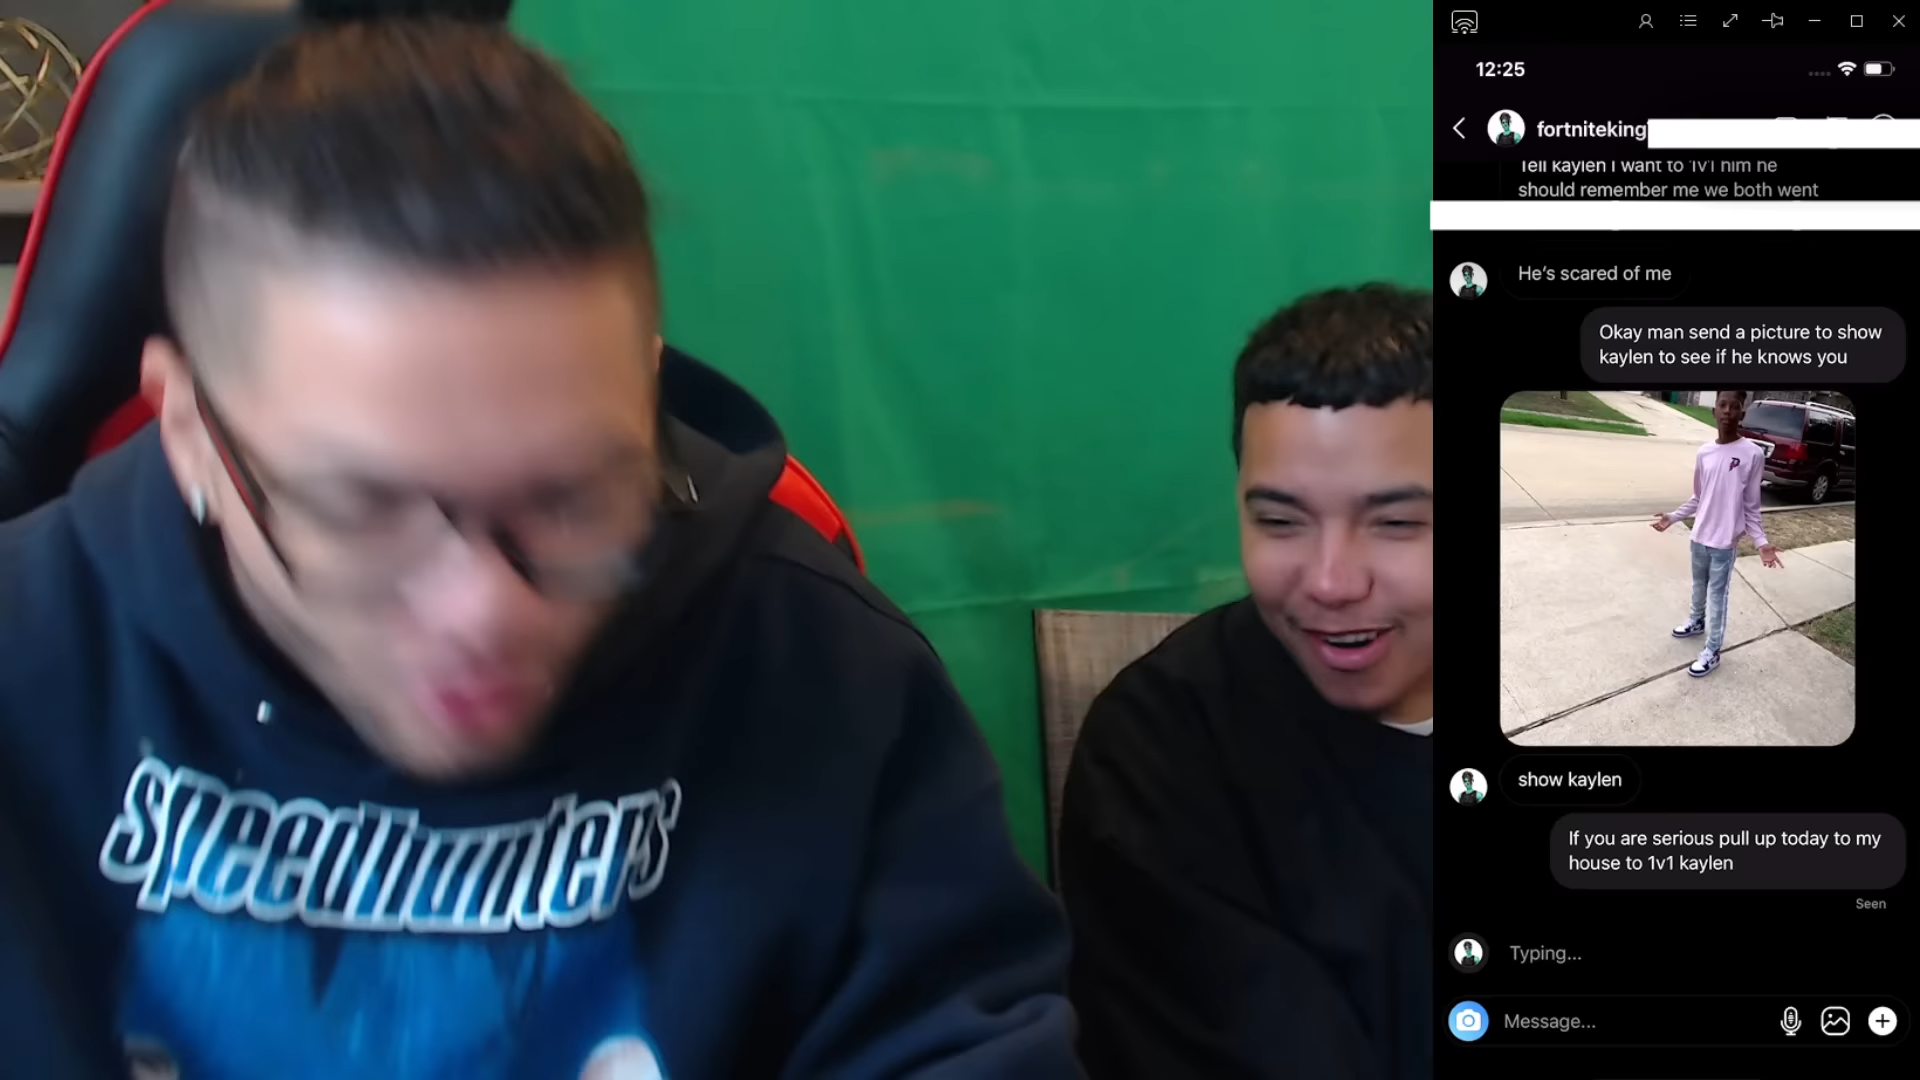 12:25
fortniteking
Tell kaylen I want to 1v1 him he
should remember me we both went
He's scared of me
Okay man send a picture to show
kaylen to see if he knows you
show kaylen
If you are serious pull up today to my
house to 1v1 kaylen
Seen
Typing...
Message...
speedhunters